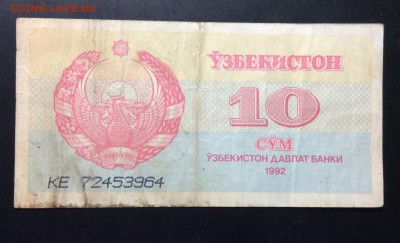 COINS.LAVE.RU
ЎЗБЕКИСТОН
10
СЎМ
ЎЗБЕКИСТОН ДАВЛАТ БАНКИ
1992
КЕ 72453964